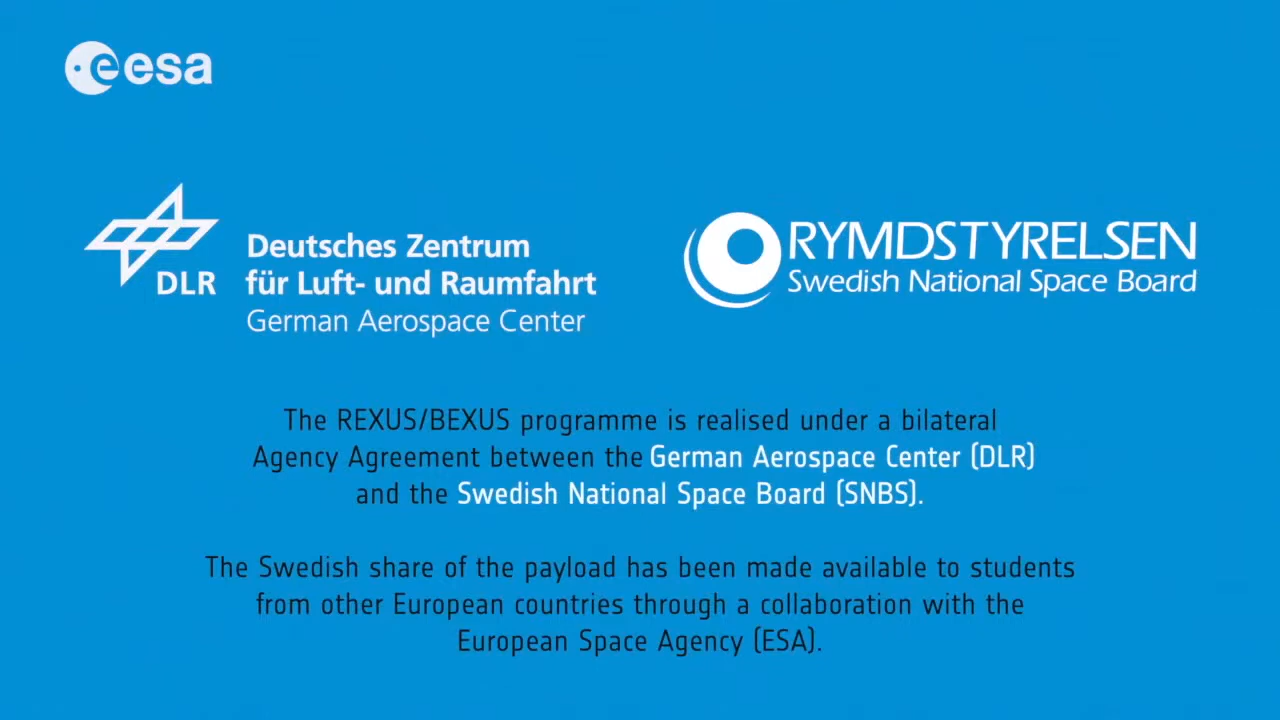 esa
DLR
Deutsches Zentrum
für Luft- und Raumfahrt
German Aerospace Center
RYMDSTYRELSEN
Swedish National Space Board
The REXUS/BEXUS programme is realised under a bilateral
Agency Agreement between the German Aerospace Center (DLR)
and the Swedish National Space Board (SNBS).
The Swedish share of the payload has been made available to students
from other European countries through a collaboration with the
European Space Agency (ESA).